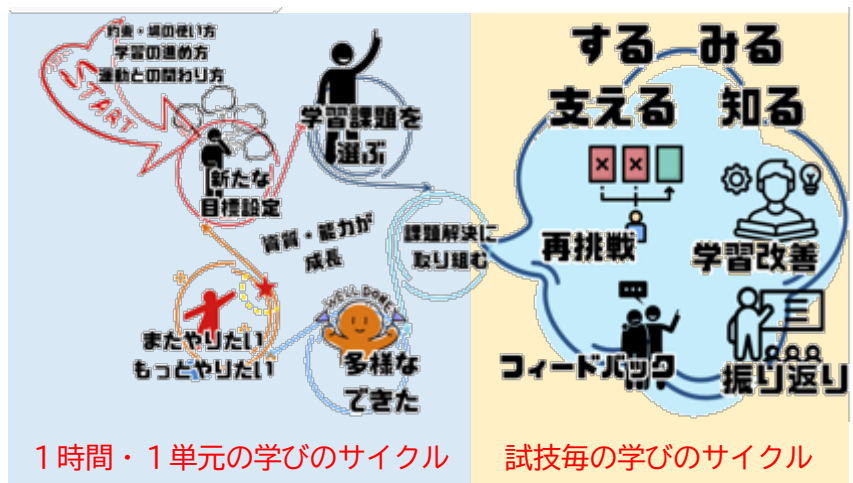 約束・場の使い方
学習の進め方
運動との関わり方
START
新たな
目標設定
学習課題を
選ぶ
課題解決に
取り組む
資質・能力が
成長
WELL DONE
多様な
できた
またやりたい
もっとやりたい
１時間・１単元の学びのサイクル
する みる
支える 知る
再挑戦
学習改善
フィードバック
振り返り
試技毎の学びのサイクル